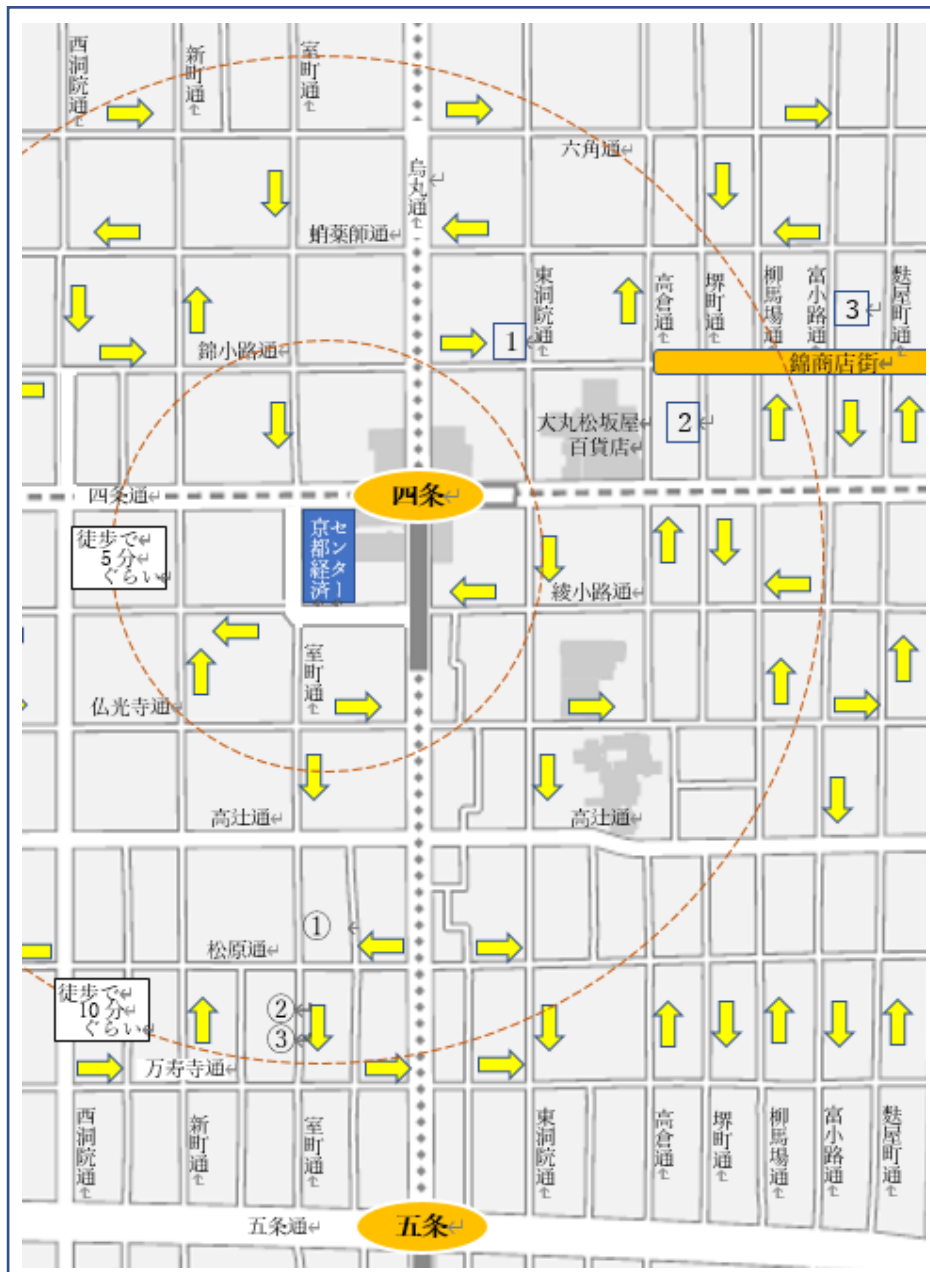 西洞院通↵
新町通↵
室町通↵
六角通↵
烏丸通↵
蛸薬師通↵
東洞院通↵
高倉通↵
堺町通↵
柳馬場通↵
富小路通↵
麩屋町通↵
3↵
1↵
錦小路通↵
錦商店街↵
大丸松坂屋↵
百貨店↵
2↵
四条通↵
四条↵
徒歩で↵
5分↵
ぐらい↵
京都経済↵
センター↵
綾小路通↵
室町通↵
仏光寺通↵
高辻通↵
高辻通↵
①↵
松原通↵
徒歩で↵
10分↵
ぐらい↵
②↵
③↵
万寿寺通↵
西洞院通↵
新町通↵
室町通↵
東洞院通↵
高倉通↵
堺町通↵
柳馬場通↵
富小路通↵
麩屋町通↵
五条通↵
五条↵